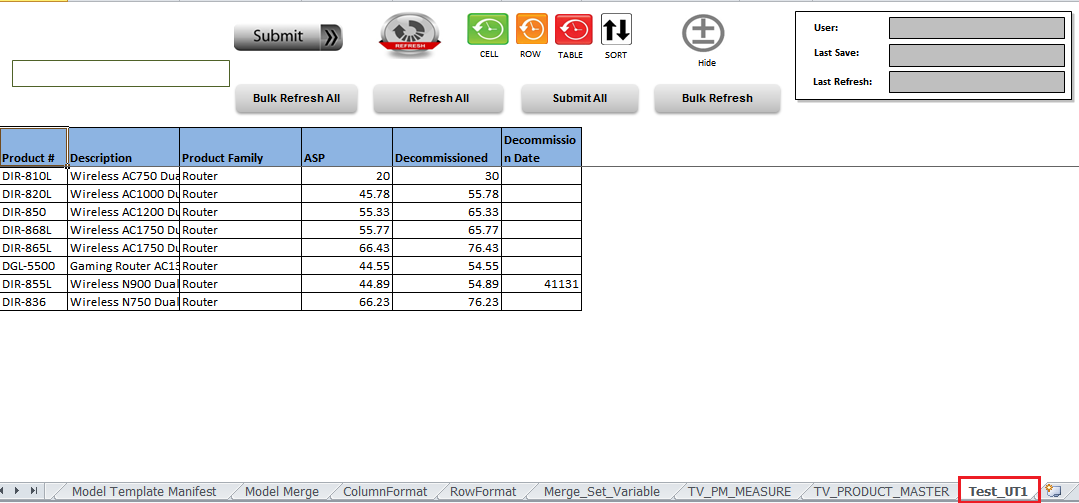 Submit
REFRESH
CELL ROW TABLE SORT
Hide
User:
Last Save:
Last Refresh:
Bulk Refresh All Refresh All Submit All Bulk Refresh
Product # Description Product Family ASP Decommissioned Decommissio
n Date
DIR-810L Wireless AC750 Dua Router 20 30
DIR-820L Wireless AC1000 Du Router 45.78 55.78
DIR-850 Wireless AC1200 Du Router 55.33 65.33
DIR-868L Wireless AC1750 Du Router 55.77 65.77
DIR-865L Wireless AC1750 Du Router 66.43 76.43
DGL-5500 Gaming Router AC13 Router 44.55 54.55
DIR-855L Wireless N900 Dual Router 44.89 54.89 41131
DIR-836 Wireless N750 Dual Router 66.23 76.23
Model Template Manifest Model Merge ColumnFormat RowFormat Merge_Set_Variable TV_PM_MEASURE TV_PRODUCT_MASTER Test_UT1